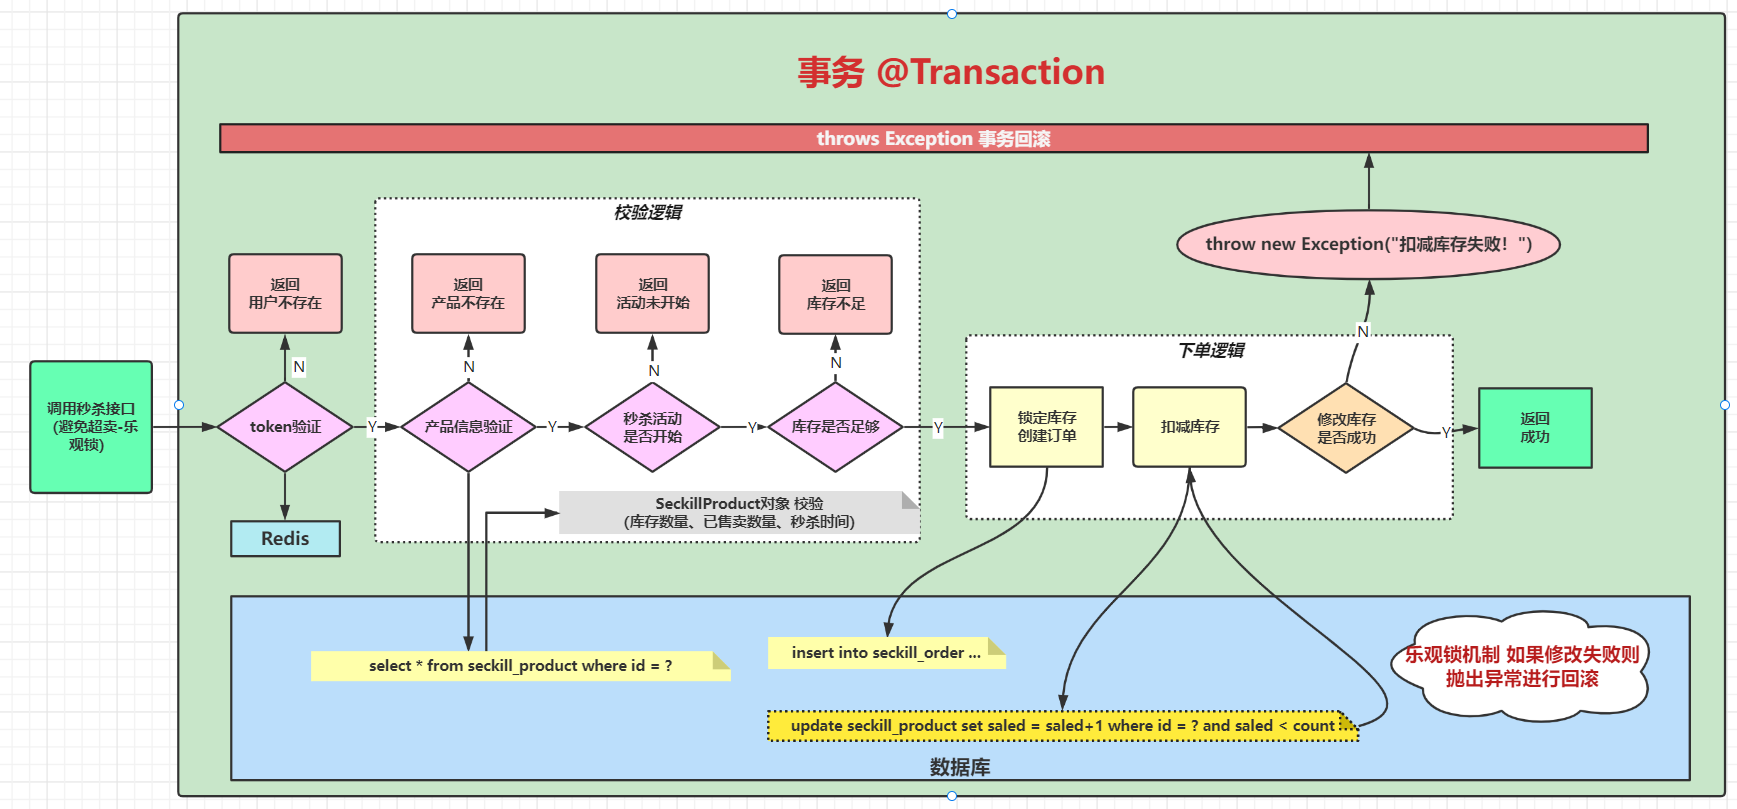 事务 @Transaction
throws Exception 事务回滚
校验逻辑
throw new Exception("扣减库存失败！")
返回
用户不存在
返回
产品不存在
返回
活动未开始
返回
库存不足
N
N
N
N
N
下单逻辑
调用秒杀接口
(避免超卖-乐
观锁)
token验证
Y
产品信息验证
Y
秒杀活动
是否开始
Y
库存是否足够
Y
锁定库存
创建订单
扣减库存
修改库存
是否成功
Y
返回
成功
SeckillProduct对象 校验
(库存数量、已售卖数量、秒杀时间)
Redis
select * from seckill_product where id = ?
insert into seckill_order ...
乐观锁机制 如果修改失败则
抛出异常进行回滚
update seckill_product set saled = saled+1 where id = ? and saled < count
数据库